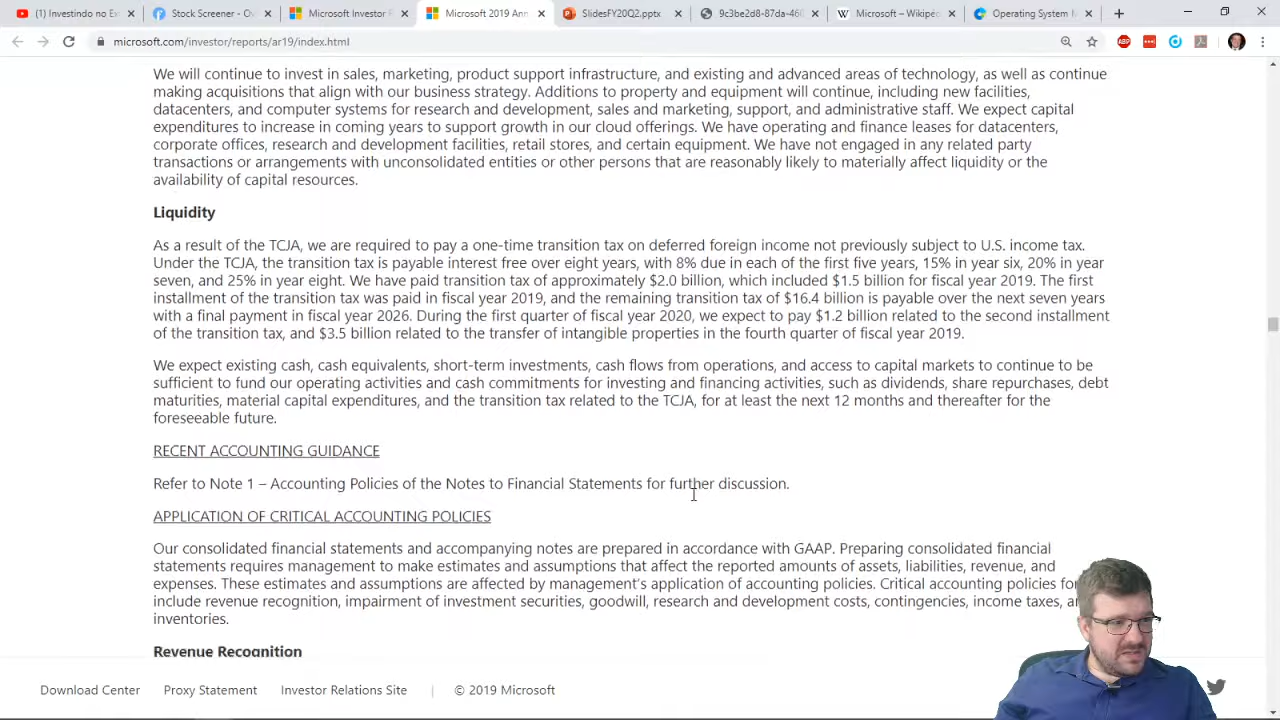 Investindo no Ex
Stock Screener - Ov
Microsoft Investor F
Microsoft 2019 Ann
SlidesFY20Q2.pptx
9c3be2d8-87da-460
Microsoft – Wikipe
Operating System
microsoft.com/investor/reports/ar19/index.html
We will continue to invest in sales, marketing, product support infrastructure, and existing and advanced areas of technology, as well as continue
making acquisitions that align with our business strategy. Additions to property and equipment will continue, including new facilities,
datacenters, and computer systems for research and development, sales and marketing, support, and administrative staff. We expect capital
expenditures to increase in coming years to support growth in our cloud offerings. We have operating and finance leases for datacenters,
corporate offices, research and development facilities, retail stores, and certain equipment. We have not engaged in any related party
transactions or arrangements with unconsolidated entities or other persons that are reasonably likely to materially affect liquidity or the
availability of capital resources.
Liquidity
As a result of the TCJA, we are required to pay a one-time transition tax on deferred foreign income not previously subject to U.S. income tax.
Under the TCJA, the transition tax is payable interest free over eight years, with 8% due in each of the first five years, 15% in year six, 20% in year
seven, and 25% in year eight. We have paid transition tax of approximately $2.0 billion, which included $1.5 billion for fiscal year 2019. The first
installment of the transition tax was paid in fiscal year 2019, and the remaining transition tax of $16.4 billion is payable over the next seven years
with a final payment in fiscal year 2026. During the first quarter of fiscal year 2020, we expect to pay $1.2 billion related to the second installment
of the transition tax, and $3.5 billion related to the transfer of intangible properties in the fourth quarter of fiscal year 2019.
We expect existing cash, cash equivalents, short-term investments, cash flows from operations, and access to capital markets to continue to be
sufficient to fund our operating activities and cash commitments for investing and financing activities, such as dividends, share repurchases, debt
maturities, material capital expenditures, and the transition tax related to the TCJA, for at least the next 12 months and thereafter for the
foreseeable future.
RECENT ACCOUNTING GUIDANCE
Refer to Note 1 – Accounting Policies of the Notes to Financial Statements for further discussion.
APPLICATION OF CRITICAL ACCOUNTING POLICIES
Our consolidated financial statements and accompanying notes are prepared in accordance with GAAP. Preparing consolidated financial
statements requires management to make estimates and assumptions that affect the reported amounts of assets, liabilities, revenue, and
expenses. These estimates and assumptions are affected by management's application of accounting policies. Critical accounting policies fo
include revenue recognition, impairment of investment securities, goodwill, research and development costs, contingencies, income taxes, a
inventories.
Revenue Recognition
Download Center
Proxy Statement
Investor Relations Site
© 2019 Microsoft